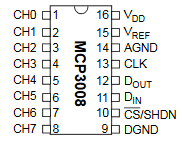 CH0 1 16 VDD
CH1 2 15 VREF
CH2 3 14 AGND
CH3 4 13 CLK
CH4 5 12 DOUT
CH5 6 11 DIN
CH6 7 10 CS/SHDN
CH7 8 9 DGND
MCP3008